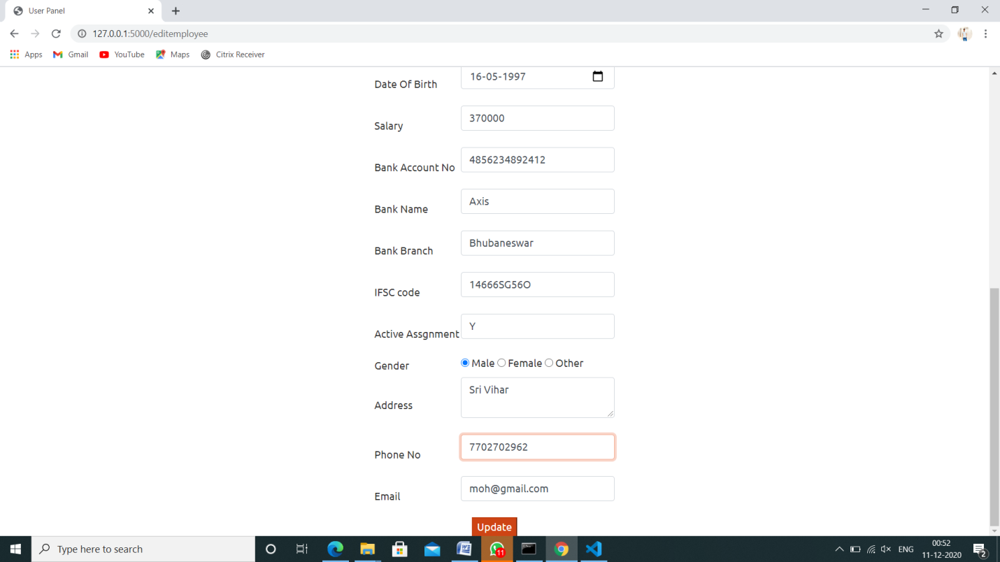 User Panel
127.0.0.1:5000/editemployee
Apps Gmail YouTube Maps Citrix Receiver
Date Of Birth 16-05-1997
Salary 370000
Bank Account No 4856234892412
Bank Name Axis
Bank Branch Bhubaneswar
IFSC code 14666SG56O
Active Assgnment Y
Gender Male Female Other
Address Sri Vihar
Phone No 7702702962
Email moh@gmail.com
Update
Type here to search
11
ENG
00:52
11-12-2020
2